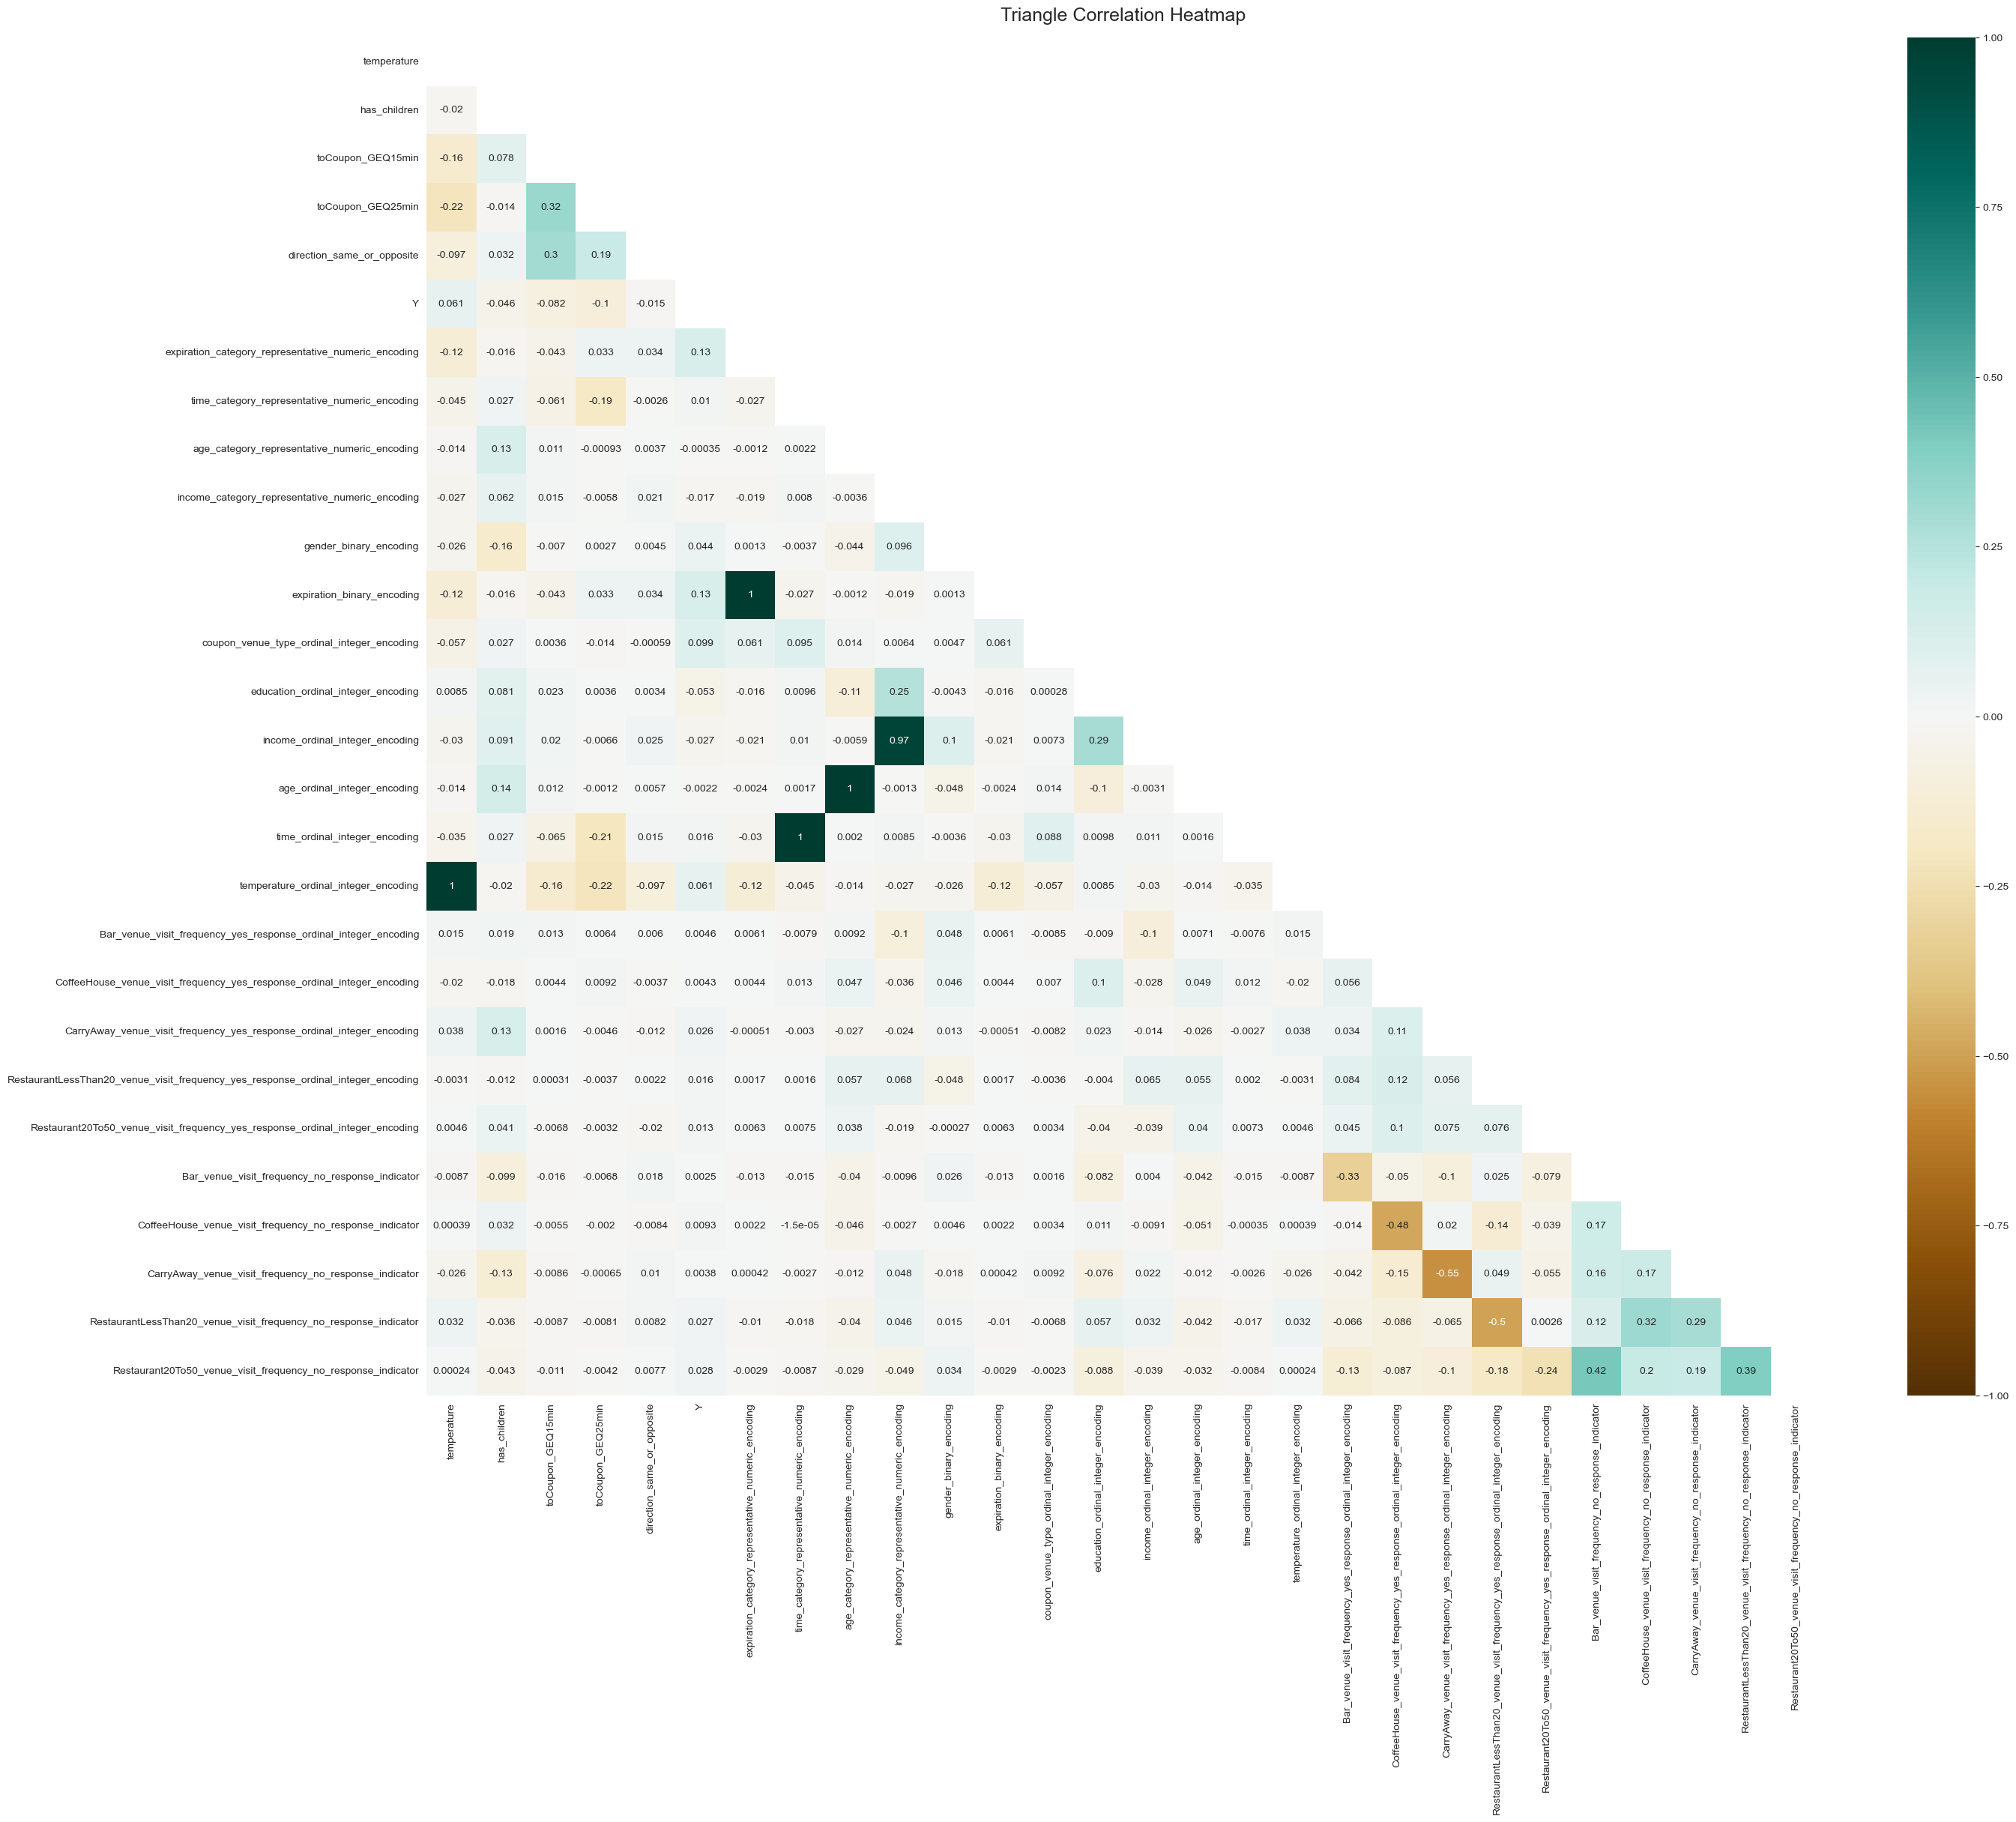 Triangle Correlation Heatmap
temperature
has_children -0.02
toCoupon_GEQ15min -0.16 0.078
toCoupon_GEQ25min -0.22 -0.014 0.32
direction_same_or_opposite -0.097 0.032 0.3 0.19
Y 0.061 -0.046 -0.082 -0.1 -0.015
expiration_category_representative_numeric_encoding -0.12 -0.016 -0.043 0.033 0.034 0.13
time_category_representative_numeric_encoding -0.045 0.027 -0.061 -0.19 -0.0026 0.01 -0.027
age_category_representative_numeric_encoding -0.014 0.13 0.011 -0.00093 0.0037 -0.00035 -0.0012 0.0022
income_category_representative_numeric_encoding -0.027 0.062 0.015 -0.0058 0.021 -0.017 -0.019 0.008 -0.0036
gender_binary_encoding -0.026 -0.16 -0.007 0.0027 0.0045 0.044 0.0013 -0.0037 -0.044 0.096
expiration_binary_encoding -0.12 -0.016 -0.043 0.033 0.034 0.13 1 -0.027 -0.0012 -0.019 0.0013
coupon_venue_type_ordinal_integer_encoding -0.057 0.027 0.0036 -0.014 -0.00059 0.099 0.061 0.095 0.014 0.0064 0.0047 0.061
education_ordinal_integer_encoding 0.0085 0.081 0.023 0.0036 0.0034 -0.053 -0.016 0.0096 -0.11 0.25 -0.0043 -0.016 0.00028
income_ordinal_integer_encoding -0.03 0.091 0.02 -0.0066 0.025 -0.027 -0.021 0.01 -0.0059 0.97 0.1 -0.021 0.0073 0.29
age_ordinal_integer_encoding -0.014 0.14 0.012 -0.0012 0.0057 -0.0022 -0.0024 0.0017 1 -0.0013 -0.048 -0.0024 0.014 -0.1 -0.0031
time_ordinal_integer_encoding -0.035 0.027 -0.065 -0.21 0.015 0.016 -0.03 1 0.002 0.0085 -0.0036 -0.03 0.088 0.0098 0.011 0.0016
temperature_ordinal_integer_encoding 1 -0.02 -0.16 -0.22 -0.097 0.061 -0.12 -0.045 -0.014 -0.027 -0.026 -0.12 -0.057 0.0085 -0.03 -0.014 -0.035
Bar_venue_visit_frequency_yes_response_ordinal_integer_encoding 0.015 0.019 0.013 0.0064 0.006 0.0046 0.0061 -0.0079 0.0092 -0.1 0.048 0.0061 -0.0085 -0.009 -0.1 0.0071 -0.0076 0.015
CoffeeHouse_venue_visit_frequency_yes_response_ordinal_integer_encoding -0.02 -0.018 0.0044 0.0092 -0.0037 0.0043 0.0044 0.013 0.047 -0.036 0.046 0.0044 0.007 0.1 -0.028 0.049 0.012 -0.02 0.056
CarryAway_venue_visit_frequency_yes_response_ordinal_integer_encoding 0.038 0.13 0.0016 -0.0046 -0.012 0.026 -0.00051 -0.003 -0.027 -0.024 0.013 -0.00051 -0.0082 0.023 -0.014 -0.026 -0.0027 0.038 0.034 0.11
RestaurantLessThan20_venue_visit_frequency_yes_response_ordinal_integer_encoding -0.0031 -0.012 0.00031 -0.0037 0.0022 0.016 0.0017 0.0016 0.057 0.068 -0.048 0.0017 -0.0036 -0.004 0.065 0.055 0.002 -0.0031 0.084 0.12 0.056
Restaurant20To50_venue_visit_frequency_yes_response_ordinal_integer_encoding 0.0046 0.041 -0.0068 -0.0032 -0.02 0.013 0.0063 0.0075 0.038 -0.019 -0.00027 0.0063 0.0034 -0.04 -0.039 0.04 0.0073 0.0046 0.045 0.1 0.075 0.076
Bar_venue_visit_frequency_no_response_indicator -0.0087 -0.099 -0.016 -0.0068 0.018 0.0025 -0.013 -0.015 -0.04 -0.0096 0.026 -0.013 0.0016 -0.082 0.004 -0.042 -0.015 -0.0087 -0.33 -0.05 -0.1 0.025 -0.079
CoffeeHouse_venue_visit_frequency_no_response_indicator 0.00039 0.032 -0.0055 -0.002 -0.0084 0.0093 0.0022 -1.5e-05 -0.046 -0.0027 0.0046 0.0022 0.0034 0.011 -0.0091 -0.051 -0.00035 0.00039 -0.014 -0.48 0.02 -0.14 -0.039 0.17
CarryAway_venue_visit_frequency_no_response_indicator -0.026 -0.13 -0.0086 -0.00065 0.01 0.0038 0.00042 -0.0027 -0.012 0.048 -0.018 0.00042 0.0092 -0.076 0.022 -0.012 -0.0026 -0.026 -0.042 -0.15 -0.55 0.049 -0.055 0.16 0.17
RestaurantLessThan20_venue_visit_frequency_no_response_indicator 0.032 -0.036 -0.0087 -0.0081 0.0082 0.027 -0.01 -0.018 -0.04 0.046 0.015 -0.01 -0.0068 0.057 0.032 -0.042 -0.017 0.032 -0.066 -0.086 -0.065 -0.5 0.0026 0.12 0.32 0.29
Restaurant20To50_venue_visit_frequency_no_response_indicator 0.00024 -0.043 -0.011 -0.0042 0.0077 0.028 -0.0029 -0.0087 -0.029 -0.049 0.034 -0.0029 -0.0023 -0.088 -0.039 -0.032 -0.0084 0.00024 -0.13 -0.087 -0.1 -0.18 -0.24 0.42 0.2 0.19 0.39
temperature
has_children
toCoupon_GEQ15min
toCoupon_GEQ25min
direction_same_or_opposite
Y
expiration_category_representative_numeric_encoding
time_category_representative_numeric_encoding
age_category_representative_numeric_encoding
income_category_representative_numeric_encoding
gender_binary_encoding
expiration_binary_encoding
coupon_venue_type_ordinal_integer_encoding
education_ordinal_integer_encoding
income_ordinal_integer_encoding
age_ordinal_integer_encoding
time_ordinal_integer_encoding
temperature_ordinal_integer_encoding
Bar_venue_visit_frequency_yes_response_ordinal_integer_encoding
CoffeeHouse_venue_visit_frequency_yes_response_ordinal_integer_encoding
CarryAway_venue_visit_frequency_yes_response_ordinal_integer_encoding
RestaurantLessThan20_venue_visit_frequency_yes_response_ordinal_integer_encoding
Restaurant20To50_venue_visit_frequency_yes_response_ordinal_integer_encoding
Bar_venue_visit_frequency_no_response_indicator
CoffeeHouse_venue_visit_frequency_no_response_indicator
CarryAway_venue_visit_frequency_no_response_indicator
RestaurantLessThan20_venue_visit_frequency_no_response_indicator
Restaurant20To50_venue_visit_frequency_no_response_indicator
1.00
0.75
0.50
0.25
0.00
−0.25
−0.50
−0.75
−1.00